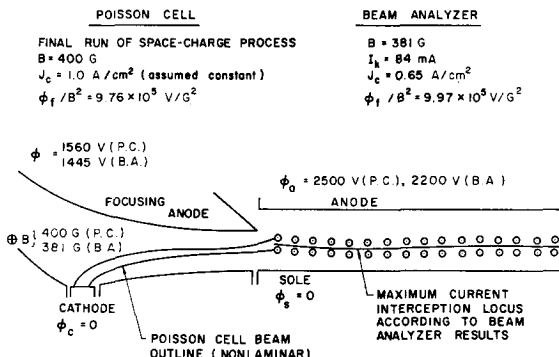 POISSON CELL
FINAL RUN OF SPACE-CHARGE PROCESS
B = 400 G
J_c = 1.0 A/cm² (assumed constant)
ϕ_f /B² = 9.76 × 10⁵ V/G²
BEAM ANALYZER
B = 381 G
I_k = 84 mA
J_c = 0.65 A/cm²
ϕ_f /B² = 9.97 × 10⁵ V/G²
ϕ = 1560 V (P.C.)
1445 V (B.A.)
ϕ_a = 2500 V (P.C.), 2200 V (B.A)
FOCUSING
ANODE
ANODE
⊕ B} 400 G (P.C.)
381 G (B.A)
CATHODE
ϕ_c = 0
SOLE
ϕ_s = 0
POISSON CELL BEAM
OUTLINE (NONLAMINAR)
MAXIMUM CURRENT
INTERCEPTION LOCUS
ACCORDING TO BEAM
ANALYZER RESULTS